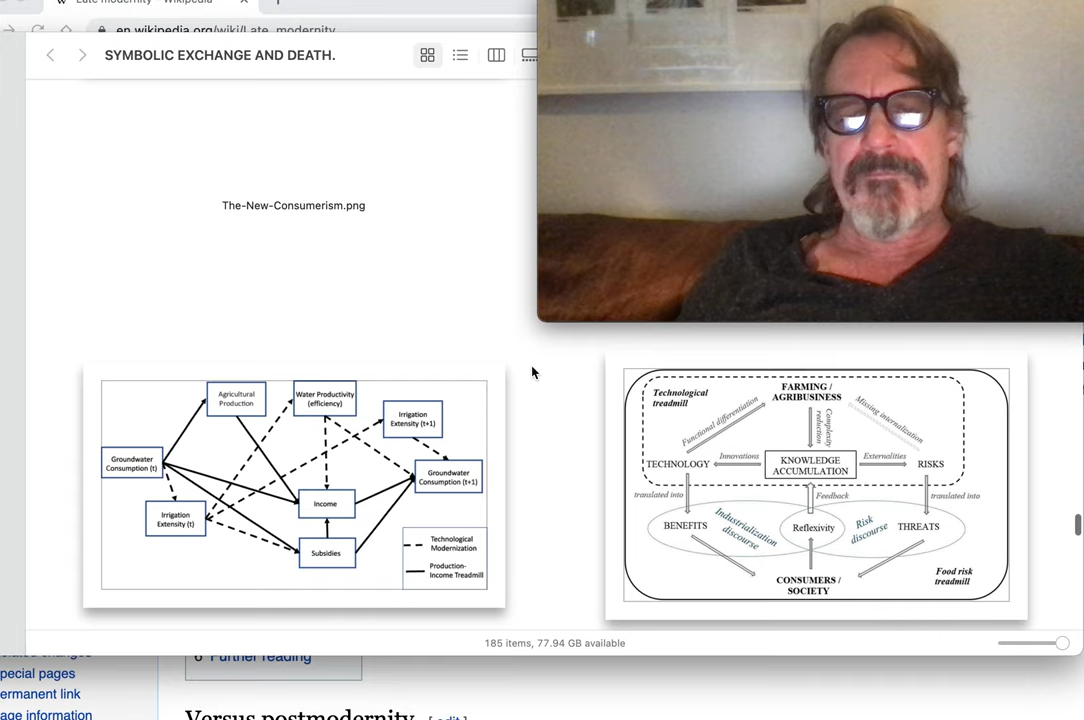 Late modernity - Wikipedia
en.wikipedia.org/wiki/Late_modernity
SYMBOLIC EXCHANGE AND DEATH.
The-New-Consumerism.png
Agricultural
Production
Water Productivity
(efficiency)
Irrigation
Extensity (t+1)
Groundwater
Consumption (t)
Groundwater
Consumption (t+1)
Irrigation
Extensity (t)
Income
Subsidies
Technological
Modernization
Production-
Income Treadmill
Technological
treadmill
FARMING /
AGRIBUSINESS
Functional differentiation
Complexity
reduction
Missing internalization
TECHNOLOGY
Innovations
KNOWLEDGE
ACCUMULATION
Externalities
RISKS
translated into
Feedback
translated into
BENEFITS
Industrialization
discourse
Reflexivity
Risk
discourse
THREATS
CONSUMERS /
SOCIETY
Food risk
treadmill
185 items, 77.94 GB available
pecial pages
ermanent link
age information
6 Further reading
Versus postmodernity [ edit ]